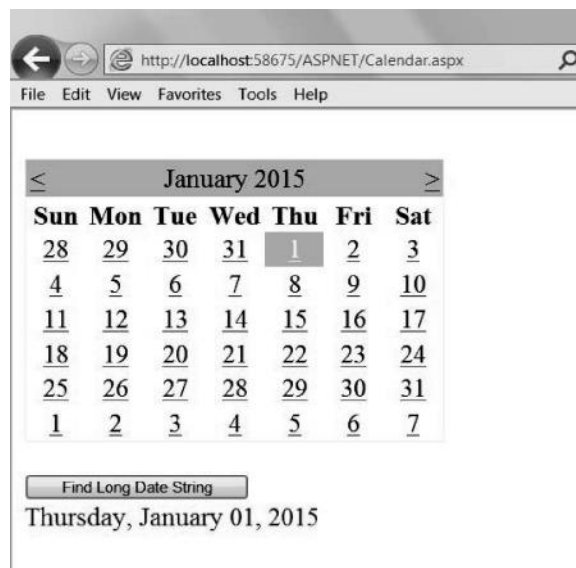 http://localhost:58675/ASPNET/Calendar.aspx
File Edit View Favorites Tools Help
< January 2015 >
Sun Mon Tue Wed Thu Fri Sat
28 29 30 31 1 2 3
4 5 6 7 8 9 10
11 12 13 14 15 16 17
18 19 20 21 22 23 24
25 26 27 28 29 30 31
1 2 3 4 5 6 7
Find Long Date String
Thursday, January 01, 2015